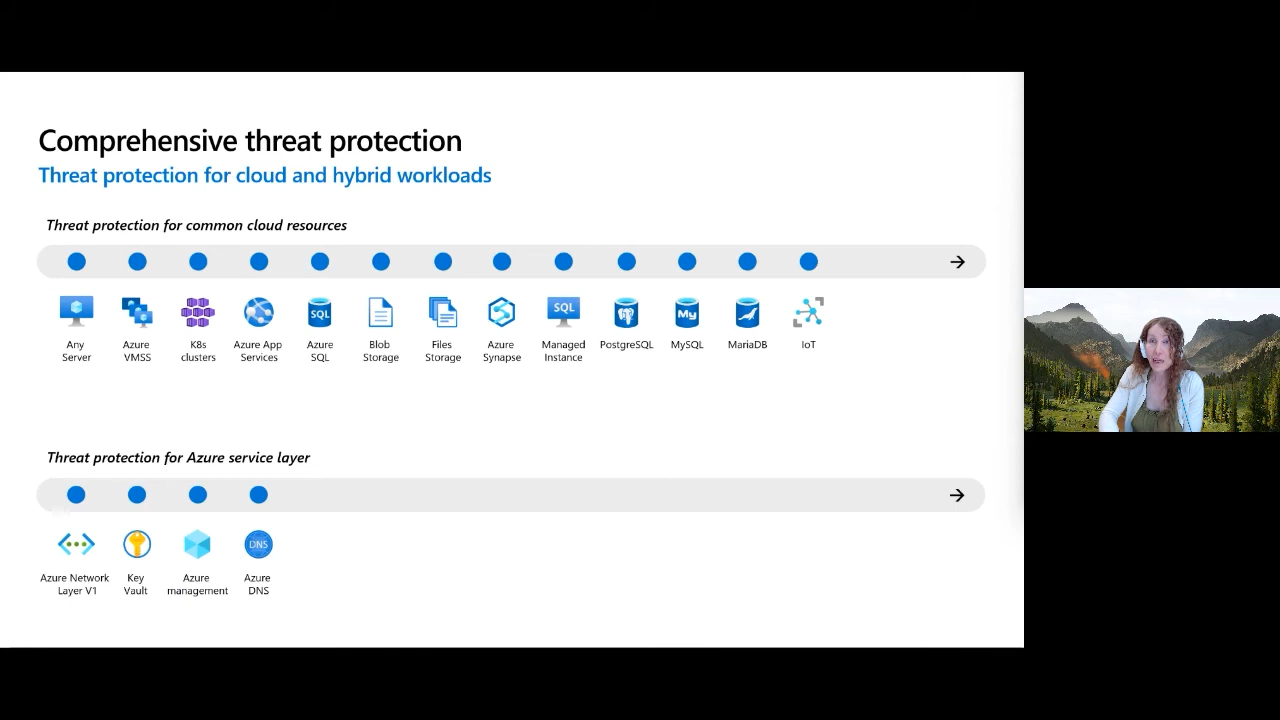 Comprehensive threat protection
Threat protection for cloud and hybrid workloads
Threat protection for common cloud resources
SQL
SQL
My
Any Server
Azure VMSS
K8s clusters
Azure App Services
Azure SQL
Blob Storage
Files Storage
Azure Synapse
Managed Instance
PostgreSQL
MySQL
MariaDB
IoT
Threat protection for Azure service layer
DNS
Azure Network Layer V1
Key Vault
Azure management
Azure DNS